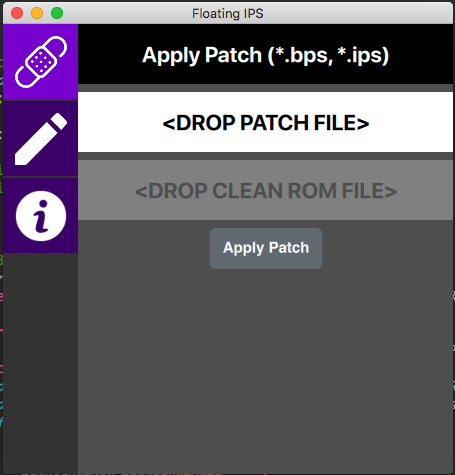 Floating IPS
Apply Patch (*.bps, *.ips)
<DROP PATCH FILE>
<DROP CLEAN ROM FILE>
Apply Patch